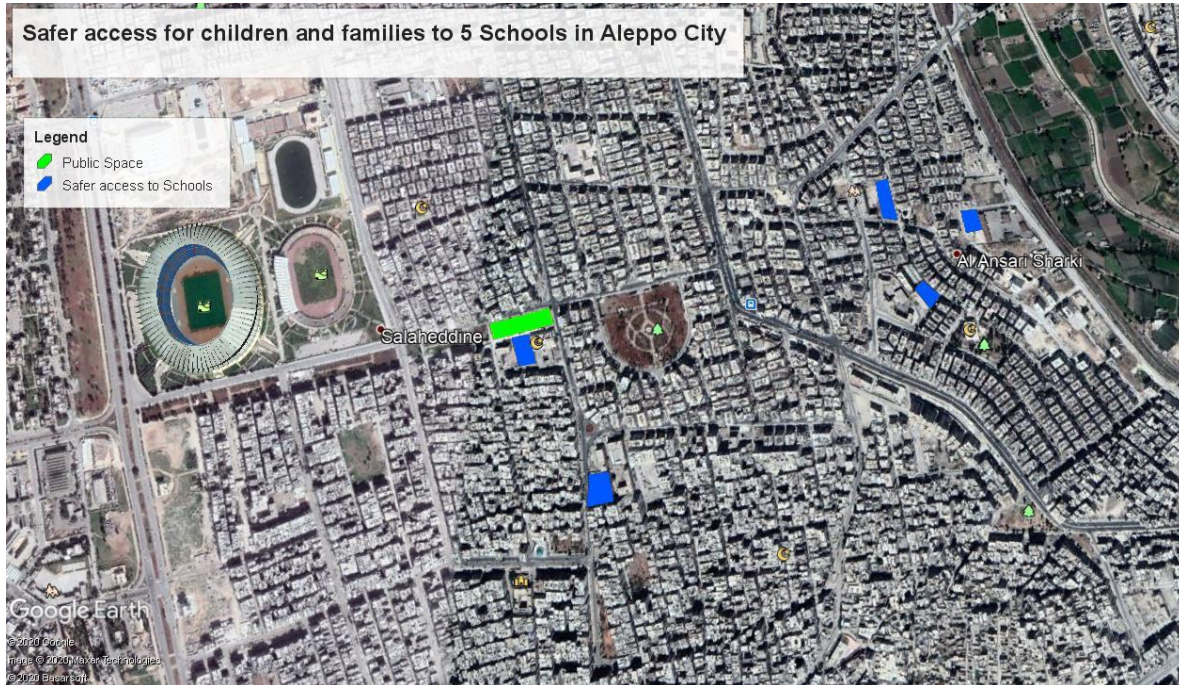 Safer access for children and families to 5 Schools in Aleppo City
Legend
Public Space
Safer access to Schools
Al Ansari Sharki
Salaheddine
Google Earth
© 2020 Google
Image © 2020 Maxar Technologies
© 2020 Basarsoft